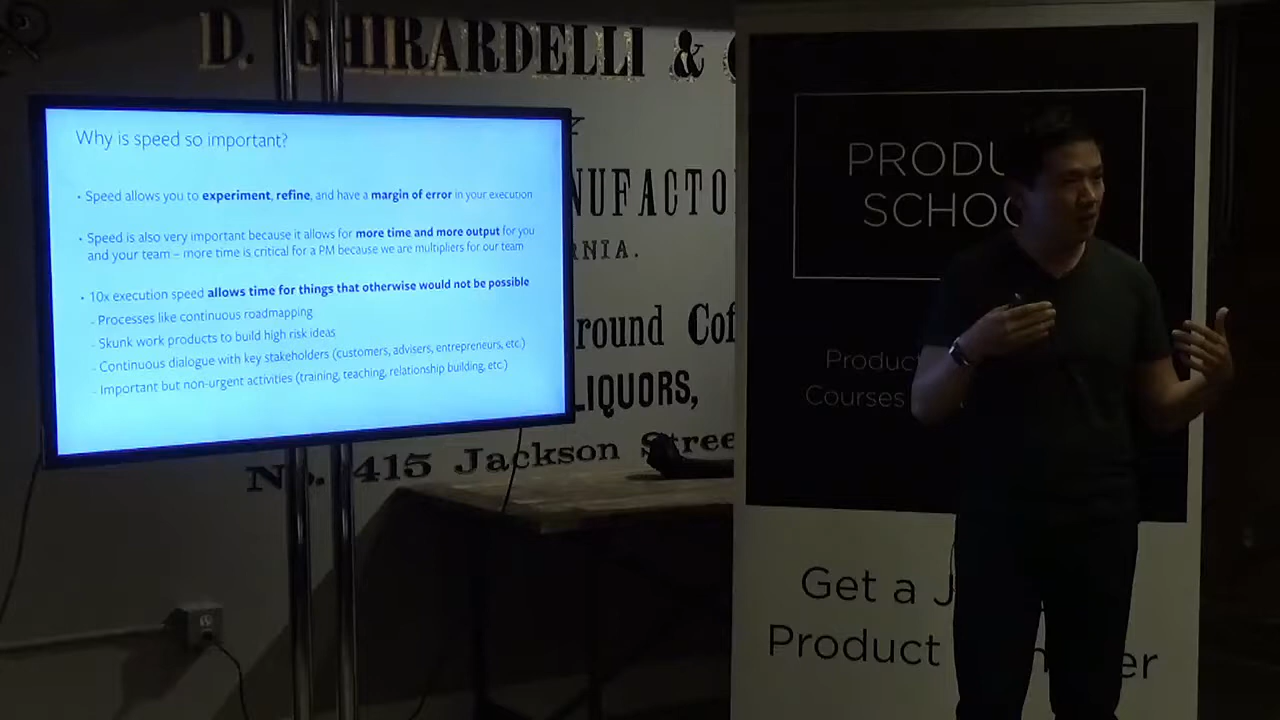 D. GHIRARDELLI &
NUFACTO
RNIA.
round Cof
LIQUORS,
No. 415 Jackson Stree
Why is speed so important?
• Speed allows you to experiment, refine, and have a margin of error in your execution
• Speed is also very important because it allows for more time and more output for you
and your team – more time is critical for a PM because we are multipliers for our team
• 10x execution speed allows time for things that otherwise would not be possible
- Processes like continuous roadmapping
- Skunk work products to build high risk ideas
- Continuous dialogue with key stakeholders (customers, advisers, entrepreneurs, etc.)
- Important but non-urgent activities (training, teaching, relationship building, etc.)
PRODU
SCHOO
Product
Courses
Get a J
Product er